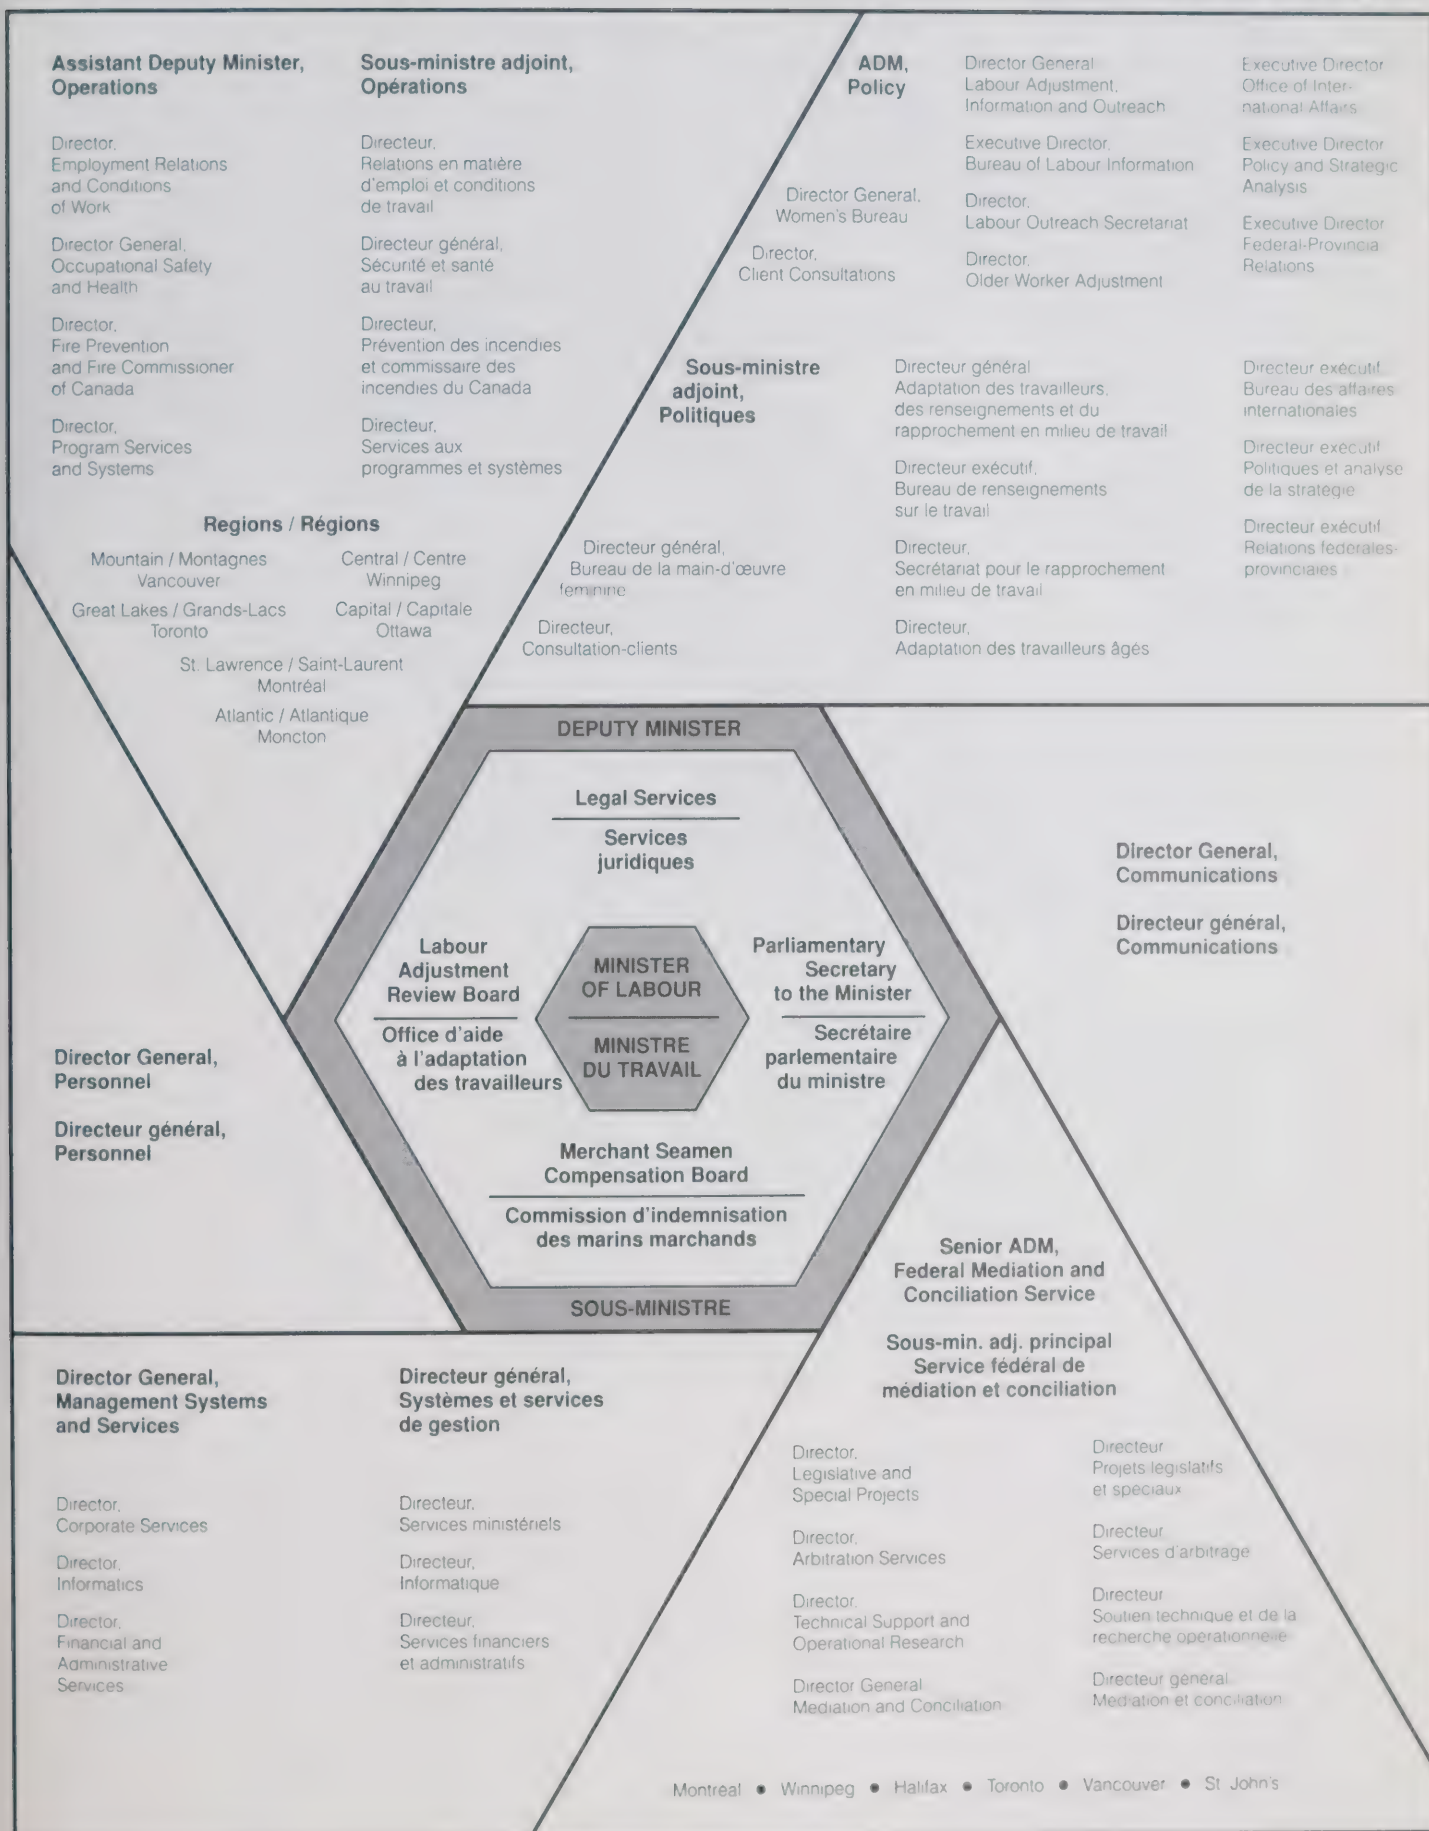 Assistant Deputy Minister,
Operations
Director,
Employment Relations
and Conditions
of Work
Director General,
Occupational Safety
and Health
Director,
Fire Prevention
and Fire Commissioner
of Canada
Director,
Program Services
and Systems
Sous-ministre adjoint,
Opérations
Directeur,
Relations en matière
d'emploi et conditions
de travail
Directeur général,
Sécurité et santé
au travail
Directeur,
Prévention des incendies
et commissaire des
incendies du Canada
Directeur,
Services aux
programmes et systèmes
Regions / Régions
Mountain / Montagnes
Vancouver
Central / Centre
Winnipeg
Great Lakes / Grands-Lacs
Toronto
Capital / Capitale
Ottawa
St. Lawrence / Saint-Laurent
Montréal
Atlantic / Atlantique
Moncton
ADM,
Policy
Director General,
Women's Bureau
Director,
Client Consultations
Director General
Labour Adjustment,
Information and Outreach
Executive Director,
Bureau of Labour Information
Director,
Labour Outreach Secretariat
Director,
Older Worker Adjustment
Executive Director
Office of Inter-
national Affairs
Executive Director
Policy and Strategic
Analysis
Executive Director
Federal-Provincia
Relations
Sous-ministre
adjoint,
Politiques
Directeur général,
Bureau de la main-d'œuvre
feminine
Directeur,
Consultation-clients
Directeur général
Adaptation des travailleurs,
des renseignements et du
rapprochement en milieu de travail
Directeur exécutif,
Bureau de renseignements
sur le travail
Directeur,
Secrétariat pour le rapprochement
en milieu de travail
Directeur,
Adaptation des travailleurs âgés
Directeur exécutif
Bureau des affaires
internationales
Directeur exécutif
Politiques et analyse
de la strategie
Directeur exécutif
Relations federales-
provinciales
DEPUTY MINISTER
Legal Services
Services
juridiques
Labour
Adjustment
Review Board
Office d'aide
à l'adaptation
des travailleurs
MINISTER
OF LABOUR
MINISTRE
DU TRAVAIL
Parliamentary
Secretary
to the Minister
Secrétaire
parlementaire
du ministre
Merchant Seamen
Compensation Board
Commission d'indemnisation
des marins marchands
SOUS-MINISTRE
Director General,
Communications
Directeur général,
Communications
Director General,
Personnel
Directeur général,
Personnel
Director General,
Management Systems
and Services
Director,
Corporate Services
Director,
Informatics
Director,
Financial and
Administrative
Services
Directeur général,
Systèmes et services
de gestion
Directeur,
Services ministériels
Directeur,
Informatique
Directeur,
Services financiers
et administratifs
Senior ADM,
Federal Mediation and
Conciliation Service
Sous-min. adj. principal
Service fédéral de
médiation et conciliation
Director,
Legislative and
Special Projects
Director,
Arbitration Services
Director,
Technical Support and
Operational Research
Director General
Mediation and Conciliation
Directeur
Projets legislatifs
et speciaux
Directeur
Services d'arbitrage
Directeur
Soutien technique et de la
recherche operationnelle
Directeur general
Mediation et conciliation
Montreal ● Winnipeg ● Halifax ● Toronto ● Vancouver ● St John's